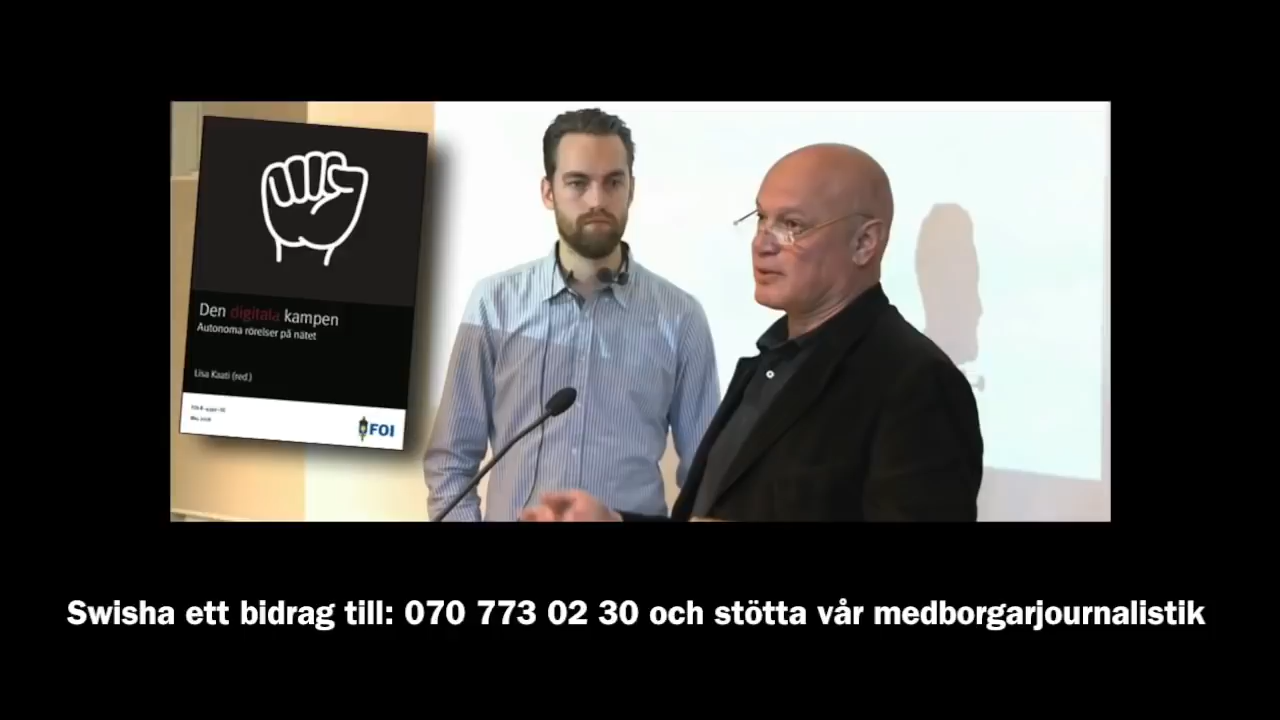 Den digitala kampen
Autonoma rörelser på nätet
Lisa Kaati (red.)
FOI
Swisha ett bidrag till: 070 773 02 30 och stötta vår medborgarjournalistik